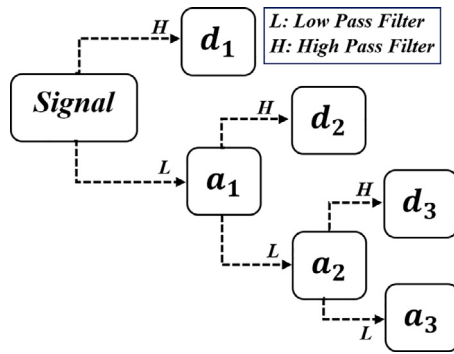 H
d₁
L: Low Pass Filter
H: High Pass Filter
Signal
H
d₂
L
a₁
H
d₃
L
a₂
L
a₃